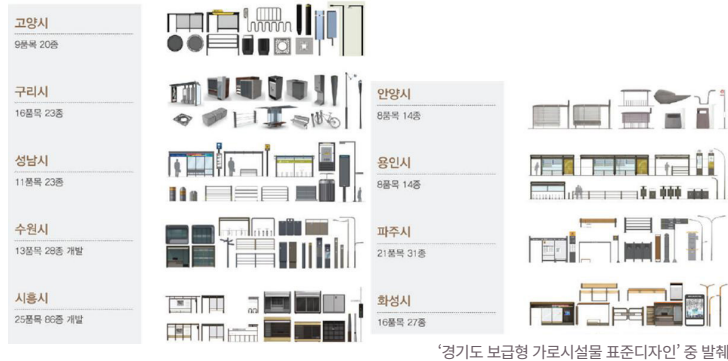 고양시
9품목 20종
구리시
16품목 23종
성남시
11품목 23종
수원시
13품목 28종 개발
시흥시
25품목 66종 개발
안양시
8품목 14종
용인시
8품목 14종
파주시
21품목 31종
화성시
16품목 27종
‘경기도 보급형 가로시설물 표준디자인’ 중 발췌